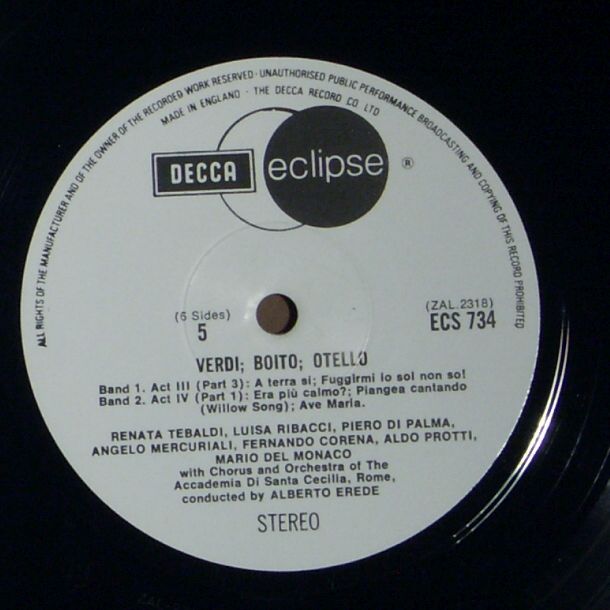 ALL RIGHTS OF THE MANUFACTURER AND OF THE OWNER OF THE RECORDED WORK RESERVED · UNAUTHORISED PUBLIC PERFORMANCE BROADCASTING AND COPYING OF THIS RECORD PROHIBITED
MADE IN ENGLAND · THE DECCA RECORD CO LTD
DECCA eclipse ®
(6 Sides) (ZAL.2318)
5 ECS 734
VERDI; BOITO; OTELLO
Band 1. Act III (Part 3): A terra si; Fuggirmi io sol non so!
Band 2. Act IV (Part 1): Era più calmo?; Piangea cantando
(Willow Song); Ave Maria.
RENATA TEBALDI, LUISA RIBACCI, PIERO DI PALMA,
ANGELO MERCURIALI, FERNANDO CORENA, ALDO PROTTI,
MARIO DEL MONACO
with Chorus and Orchestra of The
Accademia Di Santa Cecilia, Rome,
conducted by ALBERTO EREDE
STEREO